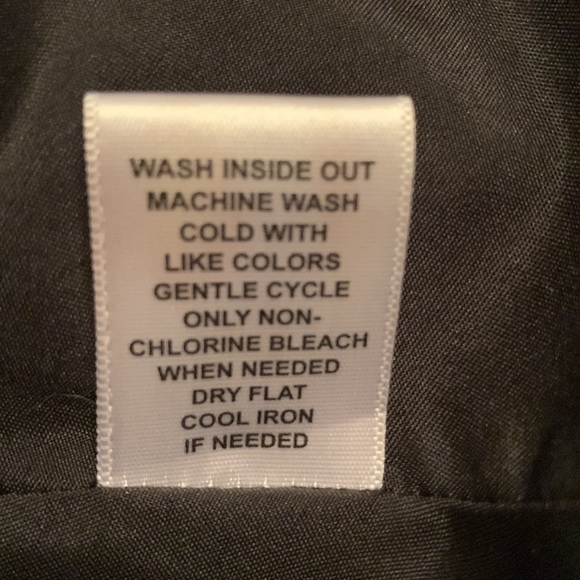 WASH INSIDE OUT
MACHINE WASH
COLD WITH
LIKE COLORS
GENTLE CYCLE
ONLY NON-
CHLORINE BLEACH
WHEN NEEDED
DRY FLAT
COOL IRON
IF NEEDED